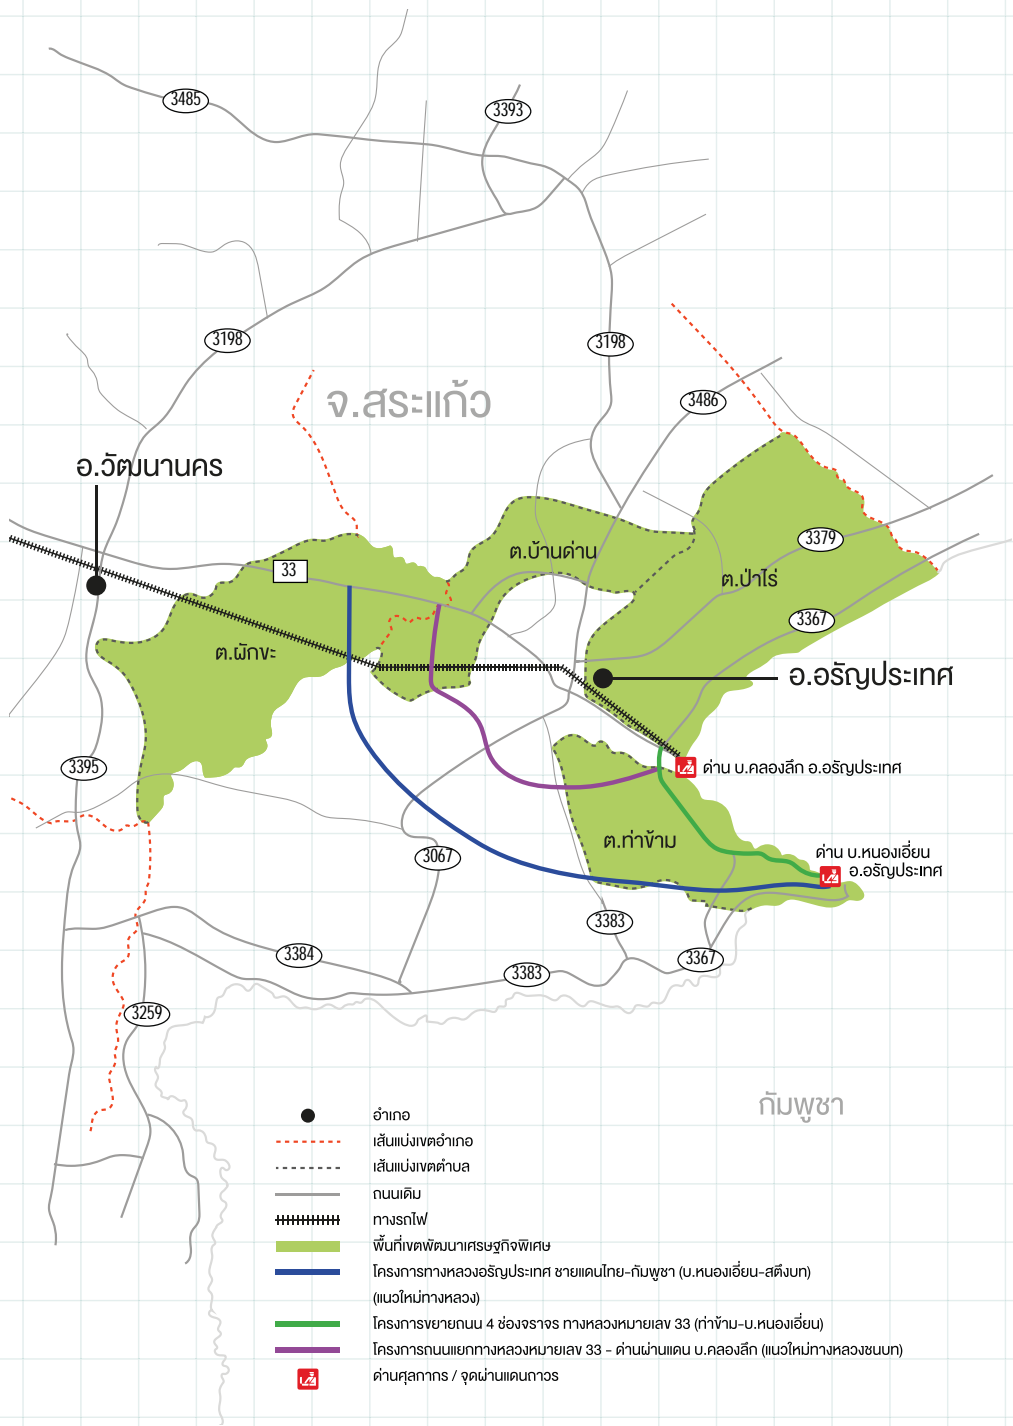 3485
3393
3198
3198
3486
จ.สระแก้ว
อ.วัฒนานคร
33
ต.บ้านด่าน
3379
ต.ป่าไร่
3367
ต.ผักขะ
อ.อรัญประเทศ
3395
ด่าน บ.คลองลึก อ.อรัญประเทศ
ต.ท่าข้าม
3067
ด่าน บ.หนองเอี่ยน
อ.อรัญประเทศ
3383
3384
3383
3367
3259
กัมพูชา
อำเภอ
เส้นแบ่งเขตอำเภอ
เส้นแบ่งเขตตำบล
ถนนเดิม
ทางรถไฟ
พื้นที่เขตพัฒนาเศรษฐกิจพิเศษ
โครงการทางหลวงอรัญประเทศ ชายแดนไทย-กัมพูชา (บ.หนองเอี่ยน-สตึงบท)
(แนวใหม่ทางหลวง)
โครงการขยายถนน 4 ช่องจราจร ทางหลวงหมายเลข 33 (ท่าข้าม-บ.หนองเอี่ยน)
โครงการถนนแยกทางหลวงหมายเลข 33 - ด่านผ่านแดน บ.คลองลึก (แนวใหม่ทางหลวงชนบท)
ด่านศุลกากร / จุดผ่านแดนถาวร